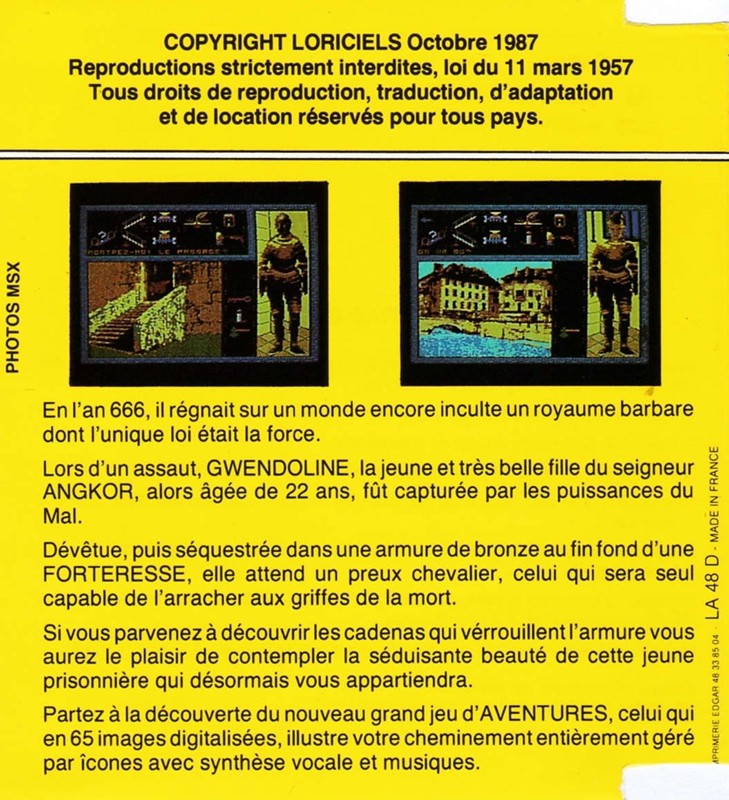 COPYRIGHT LORICIELS Octobre 1987
Reproductions strictement interdites, loi du 11 mars 1957
Tous droits de reproduction, traduction, d'adaptation
et de location réservés pour tous pays.
PHOTOS MSX
MONTREZ-MOI LE PASSAGE
En l'an 666, il régnait sur un monde encore inculte un royaume barbare
dont l'unique loi était la force.
Lors d'un assaut, GWENDOLINE, la jeune et très belle fille du seigneur
ANGKOR, alors âgée de 22 ans, fût capturée par les puissances du
Mal.
Dévêtue, puis séquestrée dans une armure de bronze au fin fond d'une
FORTERESSE, elle attend un preux chevalier, celui qui sera seul
capable de l'arracher aux griffes de la mort.
Si vous parvenez à découvrir les cadenas qui vérrouillent l'armure vous
aurez le plaisir de contempler la séduisante beauté de cette jeune
prisonnière qui désormais vous appartiendra.
Partez à la découverte du nouveau grand jeu d'AVENTURES, celui qui
en 65 images digitalisées, illustre votre cheminement entièrement géré
par îcones avec synthèse vocale et musiques.
MPRIMERIE EDGAR 48 33 85 04 - LA 48 D - MADE IN FRANCE